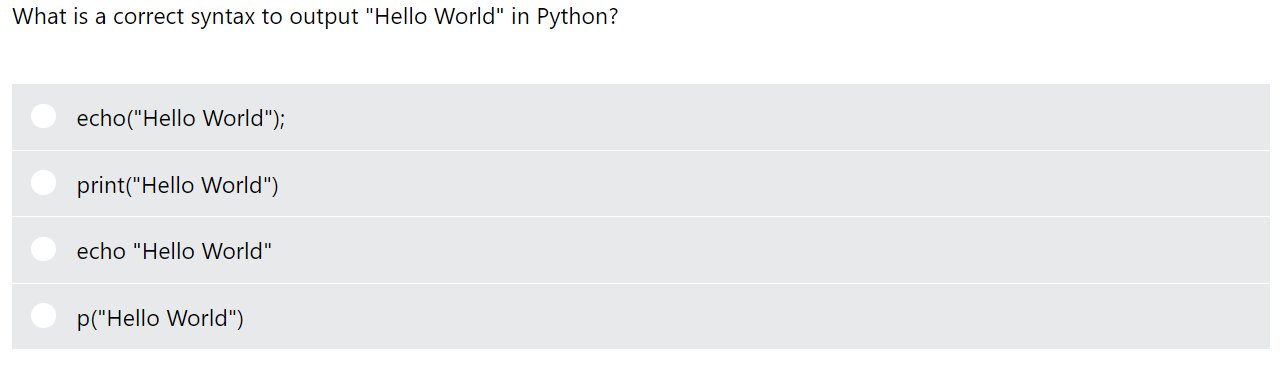 What is a correct syntax to output "Hello World" in Python?
echo("Hello World");
print("Hello World")
echo "Hello World"
p("Hello World")